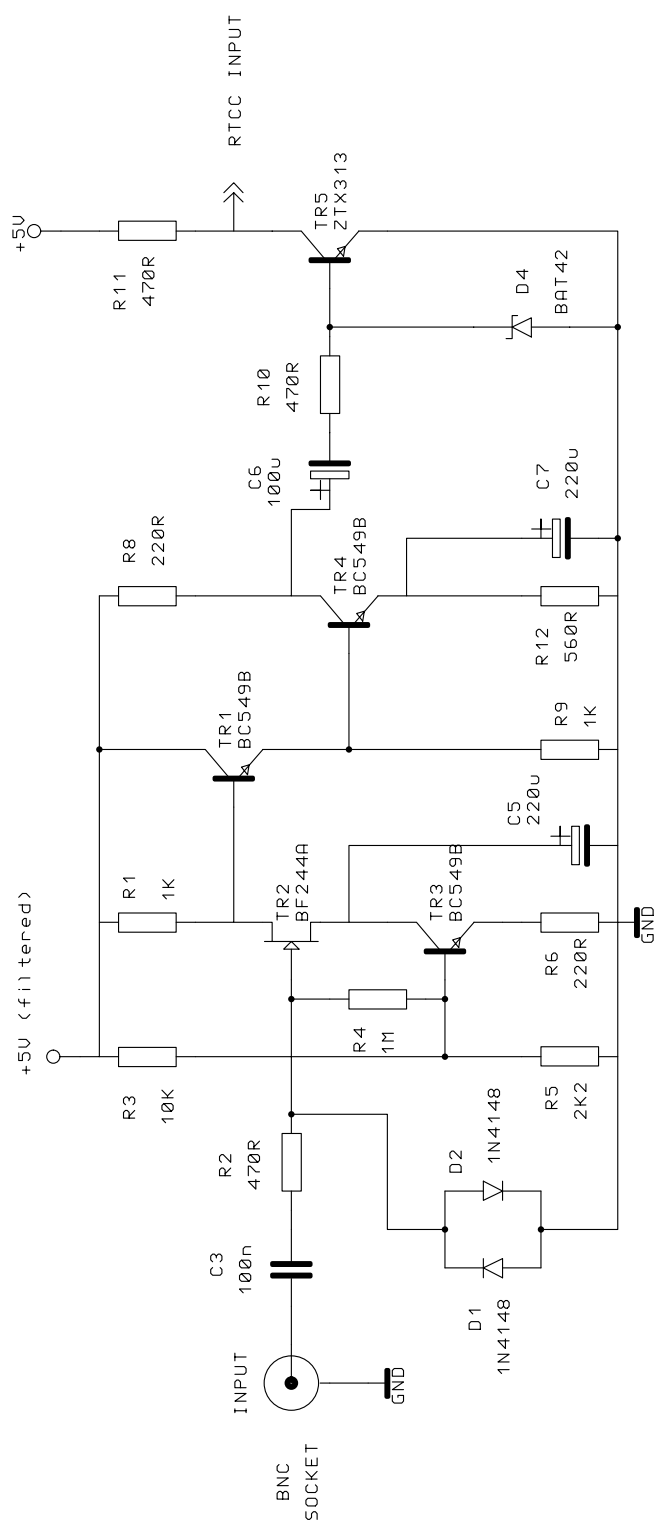 +5V (filtered)
+5V
R3
10K
R1
1K
R8
220R
R11
470R
RTCC INPUT
TR1
BC549B
C6
100u
+
R10
470R
TR5
ZTX313
INPUT
BNC
SOCKET
GND
C3
100n
R2
470R
TR2
BF244A
TR4
BC549B
R4
1M
TR3
BC549B
D1
1N4148
D2
1N4148
R5
2K2
R6
220R
GND
C5
220u
+
R9
1K
R12
560R
C7
220u
+
D4
BAT42